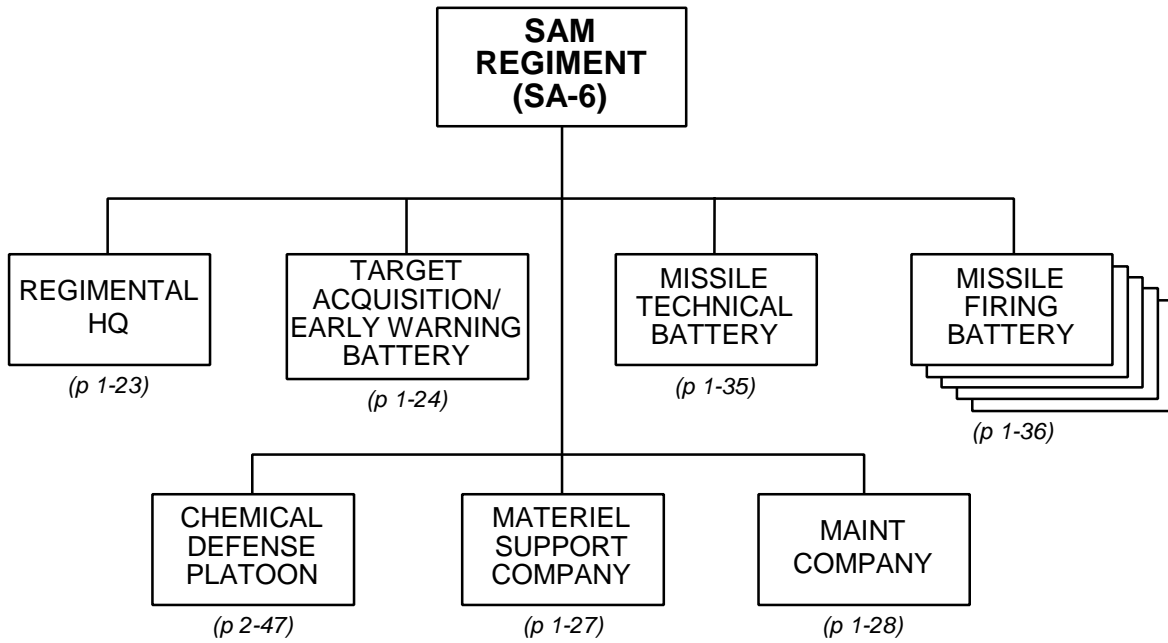 SAM
REGIMENT
(SA-6)
REGIMENTAL
HQ
(p 1-23)
TARGET
ACQUISITION/
EARLY WARNING
BATTERY
(p 1-24)
MISSILE
TECHNICAL
BATTERY
(p 1-35)
MISSILE
FIRING
BATTERY
(p 1-36)
CHEMICAL
DEFENSE
PLATOON
(p 2-47)
MATERIEL
SUPPORT
COMPANY
(p 1-27)
MAINT
COMPANY
(p 1-28)